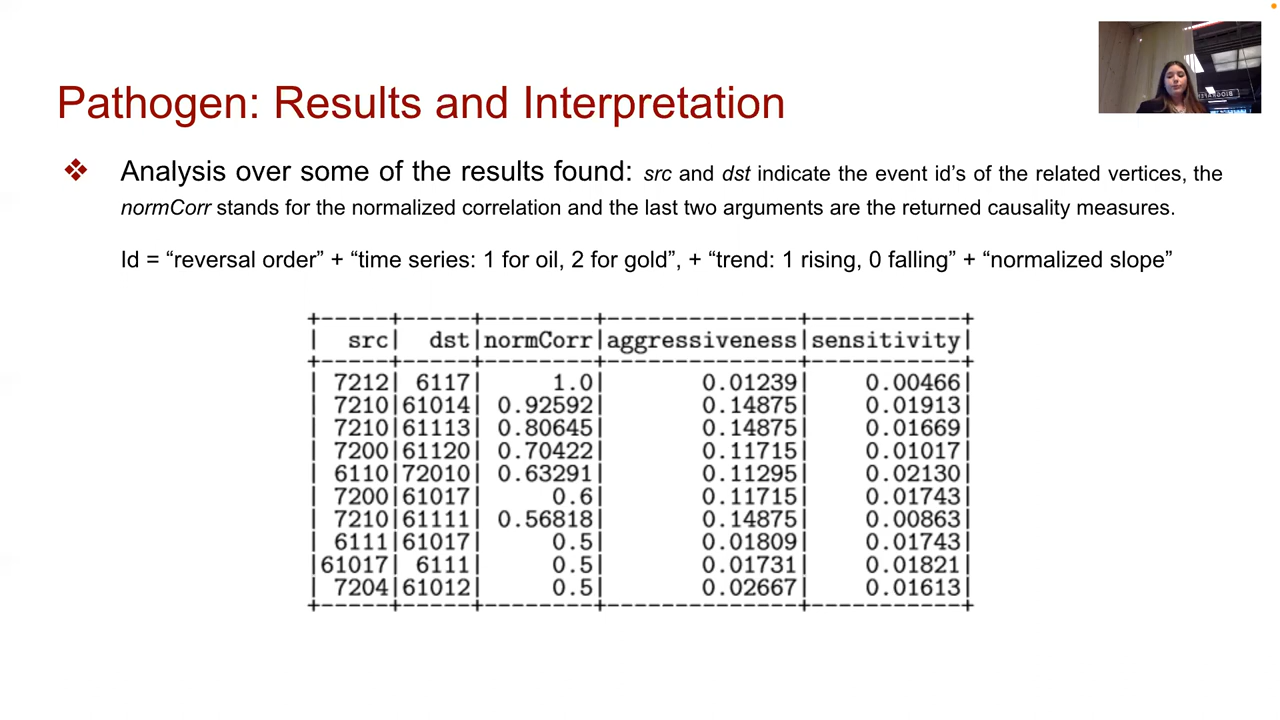 Pathogen: Results and Interpretation
❖ Analysis over some of the results found: src and dst indicate the event id’s of the related vertices, the
normCorr stands for the normalized correlation and the last two arguments are the returned causality measures.
Id = “reversal order” + “time series: 1 for oil, 2 for gold”, + “trend: 1 rising, 0 falling” + “normalized slope”
+-----+-----+--------+--------------+-----------+
| src| dst|normCorr|aggressiveness|sensitivity|
+-----+-----+--------+--------------+-----------+
| 7212| 6117| 1.0| 0.01239| 0.00466|
| 7210|61014| 0.92592| 0.14875| 0.01913|
| 7210|61113| 0.80645| 0.14875| 0.01669|
| 7200|61120| 0.70422| 0.11715| 0.01017|
| 6110|72010| 0.63291| 0.11295| 0.02130|
| 7200|61017| 0.6| 0.11715| 0.01743|
| 7210|61111| 0.56818| 0.14875| 0.00863|
| 6111|61017| 0.5| 0.01809| 0.01743|
|61017| 6111| 0.5| 0.01731| 0.01821|
| 7204|61012| 0.5| 0.02667| 0.01613|
+-----+-----+--------+--------------+-----------+